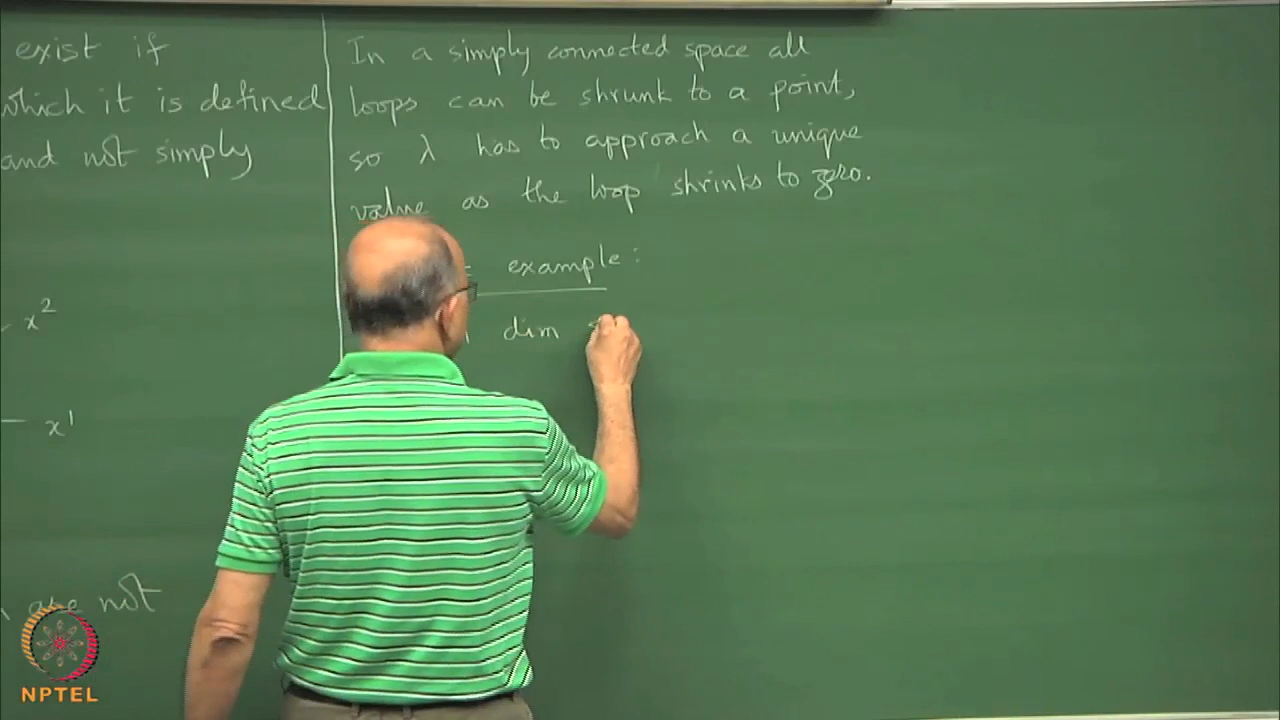 exist if
which it is defined
and not simply
x²
x¹
are not
In a simply connected space all
loops can be shrunk to a point,
so λ has to approach a unique
value as the loop shrinks to zero.
example:
dim
NPTEL